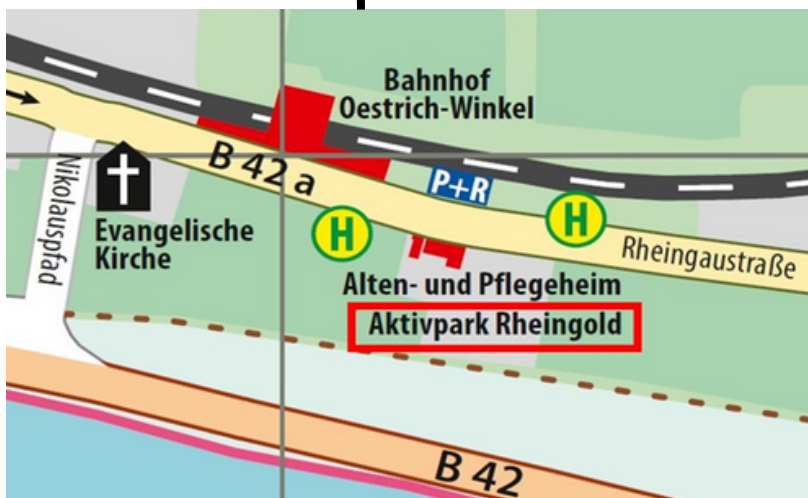 Bahnhof
Oestrich-Winkel
B 42 a
P+R
Nikolauspfad
Evangelische
Kirche
H
H
Rheingaustraße
Alten- und Pflegeheim
Aktivpark Rheingold
B 42